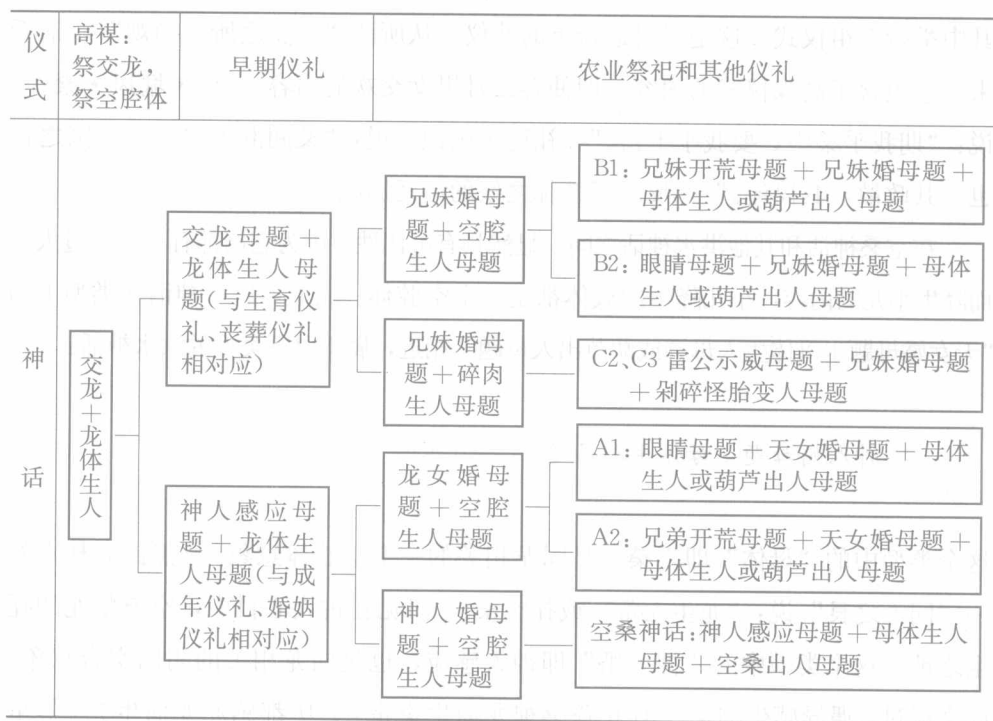 仪式
高禖：
祭交龙，
祭空腔体
早期仪礼
农业祭祀和其他仪礼
神话
交龙＋龙体生人
交龙母题＋
龙体生人母
题(与生育仪
礼、丧葬仪礼
相对应)
神人感应母
题＋龙体生
人母题(与成
年仪礼、婚姻
仪礼相对应)
兄妹婚母
题＋空腔
生人母题
兄妹婚母
题＋碎肉
生人母题
龙女婚母
题＋空腔
生人母题
神人婚母
题＋空腔
生人母题
B1：兄妹开荒母题＋兄妹婚母题＋
母体生人或葫芦出人母题
B2：眼睛母题＋兄妹婚母题＋母体
生人或葫芦出人母题
C2、C3 雷公示威母题＋兄妹婚母题
＋剁碎怪胎变人母题
A1：眼睛母题＋天女婚母题＋母体
生人或葫芦出人母题
A2：兄弟开荒母题＋天女婚母题＋
母体生人或葫芦出人母题
空桑神话：神人感应母题＋母体生人
母题＋空桑出人母题